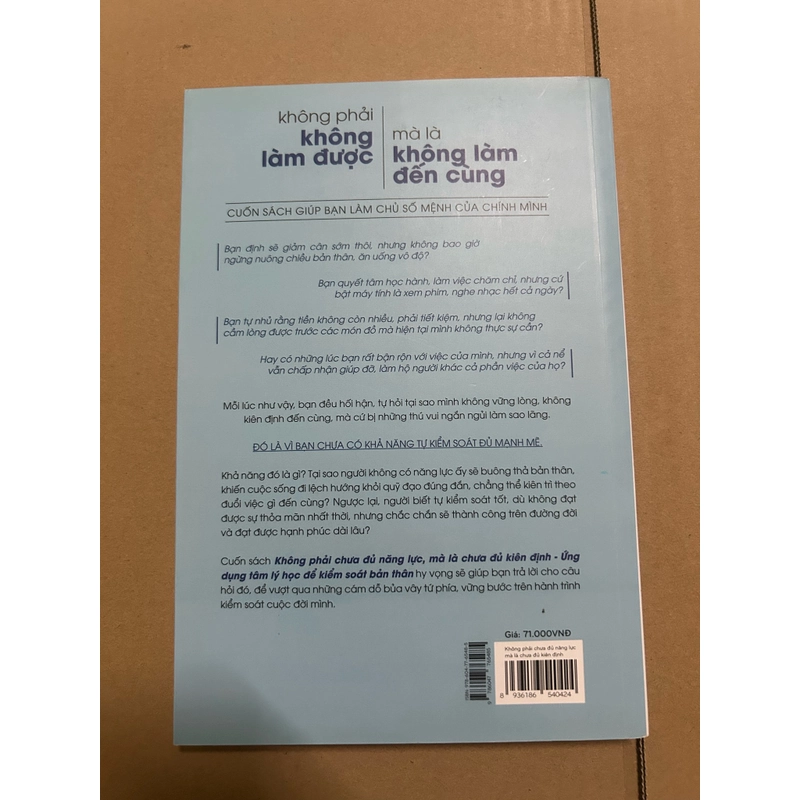 không phải
không
làm được
mà là
không làm
đến cùng
CUỐN SÁCH GIÚP BẠN LÀM CHỦ SỐ MỆNH CỦA CHÍNH MÌNH
Bạn định sẽ giảm cân sớm thôi, nhưng không bao giờ
ngừng nuông chiều bản thân, ăn uống vô độ?
Bạn quyết tâm học hành, làm việc chăm chỉ, nhưng cứ
bật máy tính là xem phim, nghe nhạc hết cả ngày?
Bạn tự nhủ rằng tiền không còn nhiều, phải tiết kiệm, nhưng lại không
cầm lòng được trước các món đồ mà hiện tại mình không thực sự cần?
Hay có những lúc bạn rất bận rộn với việc của mình, nhưng vì cả nể
vẫn chấp nhận giúp đỡ, làm hộ người khác cả phần việc của họ?
Mỗi lúc như vậy, bạn đều hối hận, tự hỏi tại sao mình không vững lòng, không
kiên định đến cùng, mà cứ bị những thú vui ngắn ngủi làm sao lãng.
ĐÓ LÀ VÌ BẠN CHƯA CÓ KHẢ NĂNG TỰ KIỂM SOÁT ĐỦ MẠNH MẼ.
Khả năng đó là gì? Tại sao người không có năng lực ấy sẽ buông thả bản thân,
khiến cuộc sống đi lệch hướng khỏi quỹ đạo đúng đắn, chẳng thể kiên trì theo
đuổi việc gì đến cùng? Ngược lại, người biết tự kiểm soát tốt, dù không đạt
được sự thỏa mãn nhất thời, nhưng chắc chắn sẽ thành công trên đường đời
và đạt được hạnh phúc dài lâu?
Cuốn sách Không phải chưa đủ năng lực, mà là chưa đủ kiên định - Ứng
dụng tâm lý học để kiểm soát bản thân hy vọng sẽ giúp bạn trả lời cho câu
hỏi đó, để vượt qua những cám dỗ bủa vây tứ phía, vững bước trên hành trình
kiểm soát cuộc đời mình.
Giá: 71.000VNĐ
Không phải chưa đủ năng lực
mà là chưa đủ kiên định
8 936186 540424